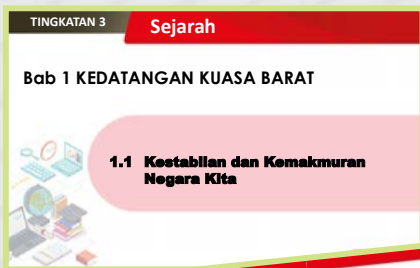 TINGKATAN 3
Sejarah
Bab 1 KEDATANGAN KUASA BARAT
1.1 Kestabilan dan Kemakmuran
Negara Kita